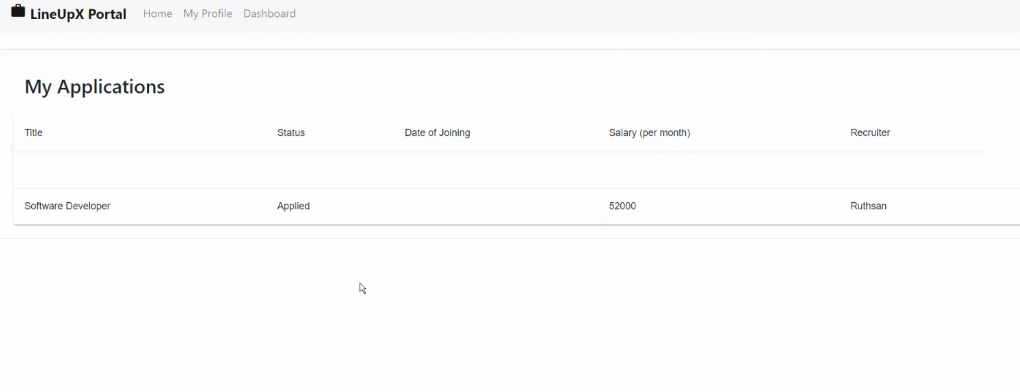 LineUpX Portal Home My Profile Dashboard
My Applications
Title Status Date of Joining Salary (per month) Recruiter
Software Developer Applied 52000 Ruthsan